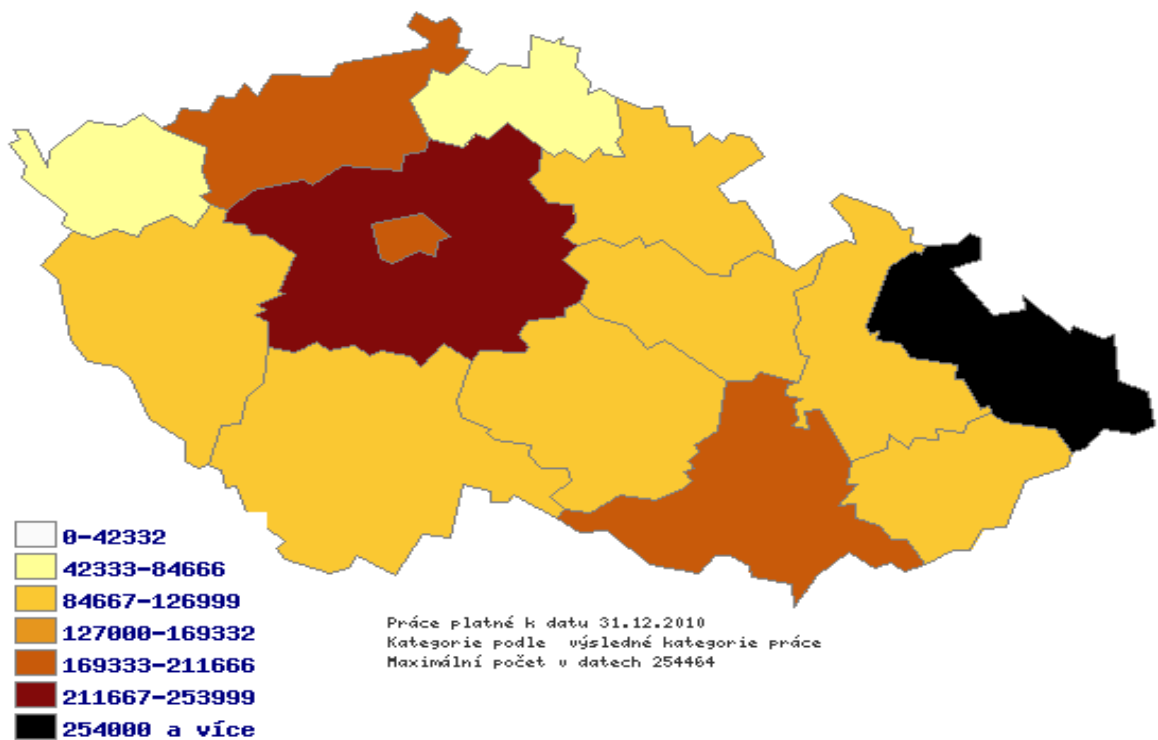 0-42332
42333-84666
84667-126999
127000-169332
169333-211666
211667-253999
254000 a více
Práce platné k datu 31.12.2010
Kategorie podle výsledné kategorie práce
Maximální počet v datech 254464